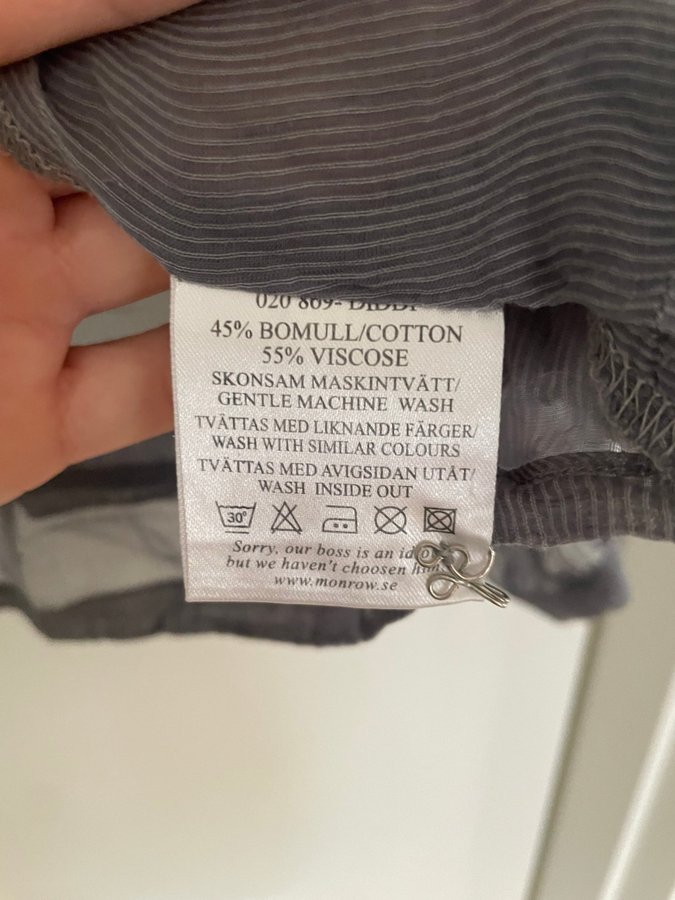 45% BOMULL/COTTON
55% VISCOSE
SKONSAM MASKINTVÄTT/
GENTLE MACHINE WASH
TVÄTTAS MED LIKNANDE FÄRGER/
WASH WITH SIMILAR COLOURS
TVÄTTAS MED AVIGSIDAN UTÅT/
WASH INSIDE OUT
30°
Sorry, our boss is an
but we haven't choosen
www.monrow.se